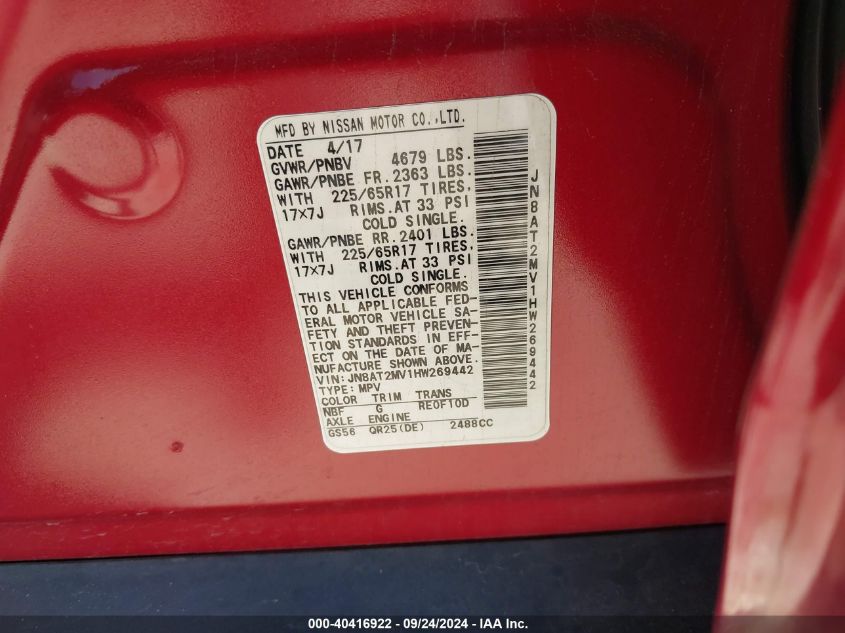 MFD BY NISSAN MOTOR CO.,LTD.
DATE 4/17
GVWR/PNBV 4679 LBS.
GAWR/PNBE FR. 2363 LBS.
WITH 225/65R17 TIRES,
17×7J RIMS.AT 33 PSI
COLD SINGLE.
GAWR/PNBE RR. 2401 LBS.
WITH 225/65R17 TIRES,
17×7J RIMS.AT 33 PSI
COLD SINGLE.
THIS VEHICLE CONFORMS
TO ALL APPLICABLE FED-
ERAL MOTOR VEHICLE SA-
FETY AND THEFT PREVEN-
TION STANDARDS IN EFF-
ECT ON THE DATE OF MA-
NUFACTURE SHOWN ABOVE.
VIN: JN8AT2MV1HW269442
TYPE: MPV
COLOR TRIM TRANS
NBF G RE0F10D
AXLE ENGINE
GS56 QR25(DE) 2488CC
JN8AT2MV1HW269442
000-40416922 - 09/24/2024 - IAA Inc.